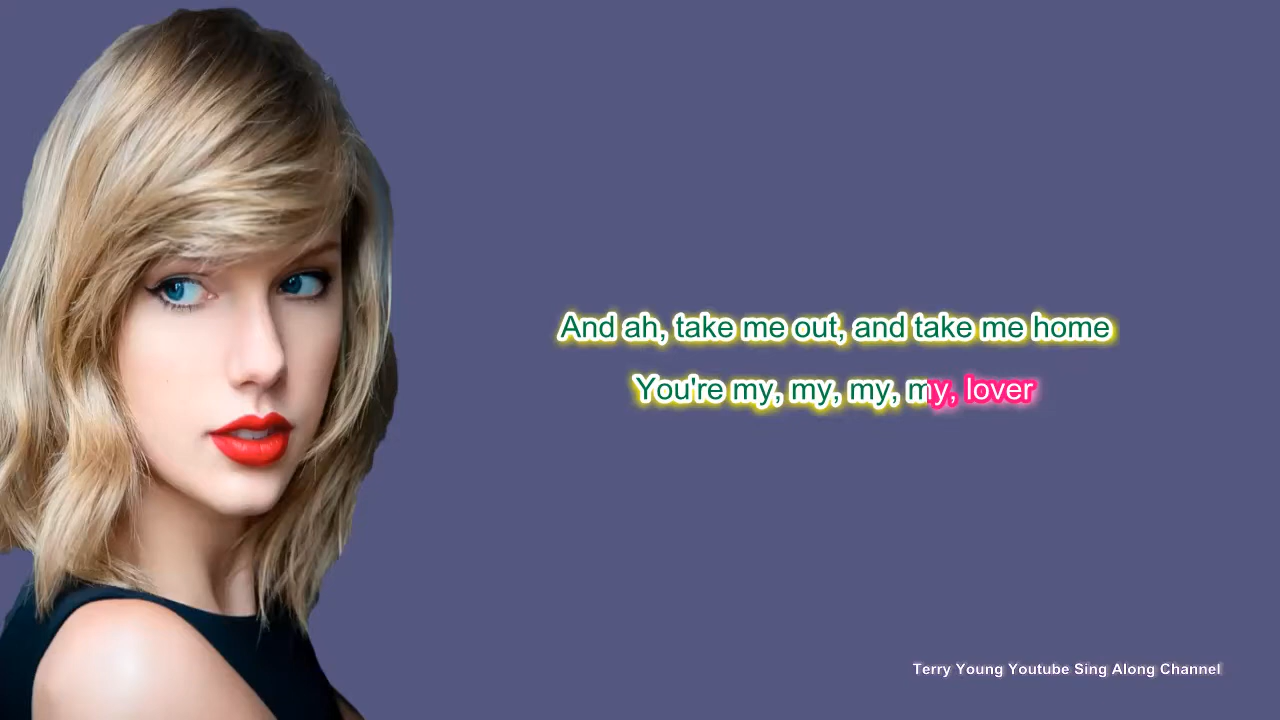 And ah, take me out, and take me home
You're my, my, my, my, lover
Terry Young Youtube Sing Along Channel